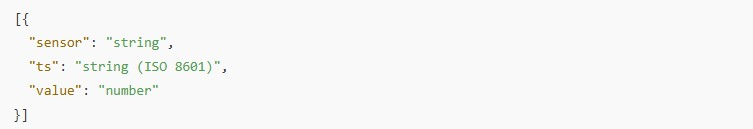 [{
  "sensor": "string",
  "ts": "string (ISO 8601)",
  "value": "number"
}]